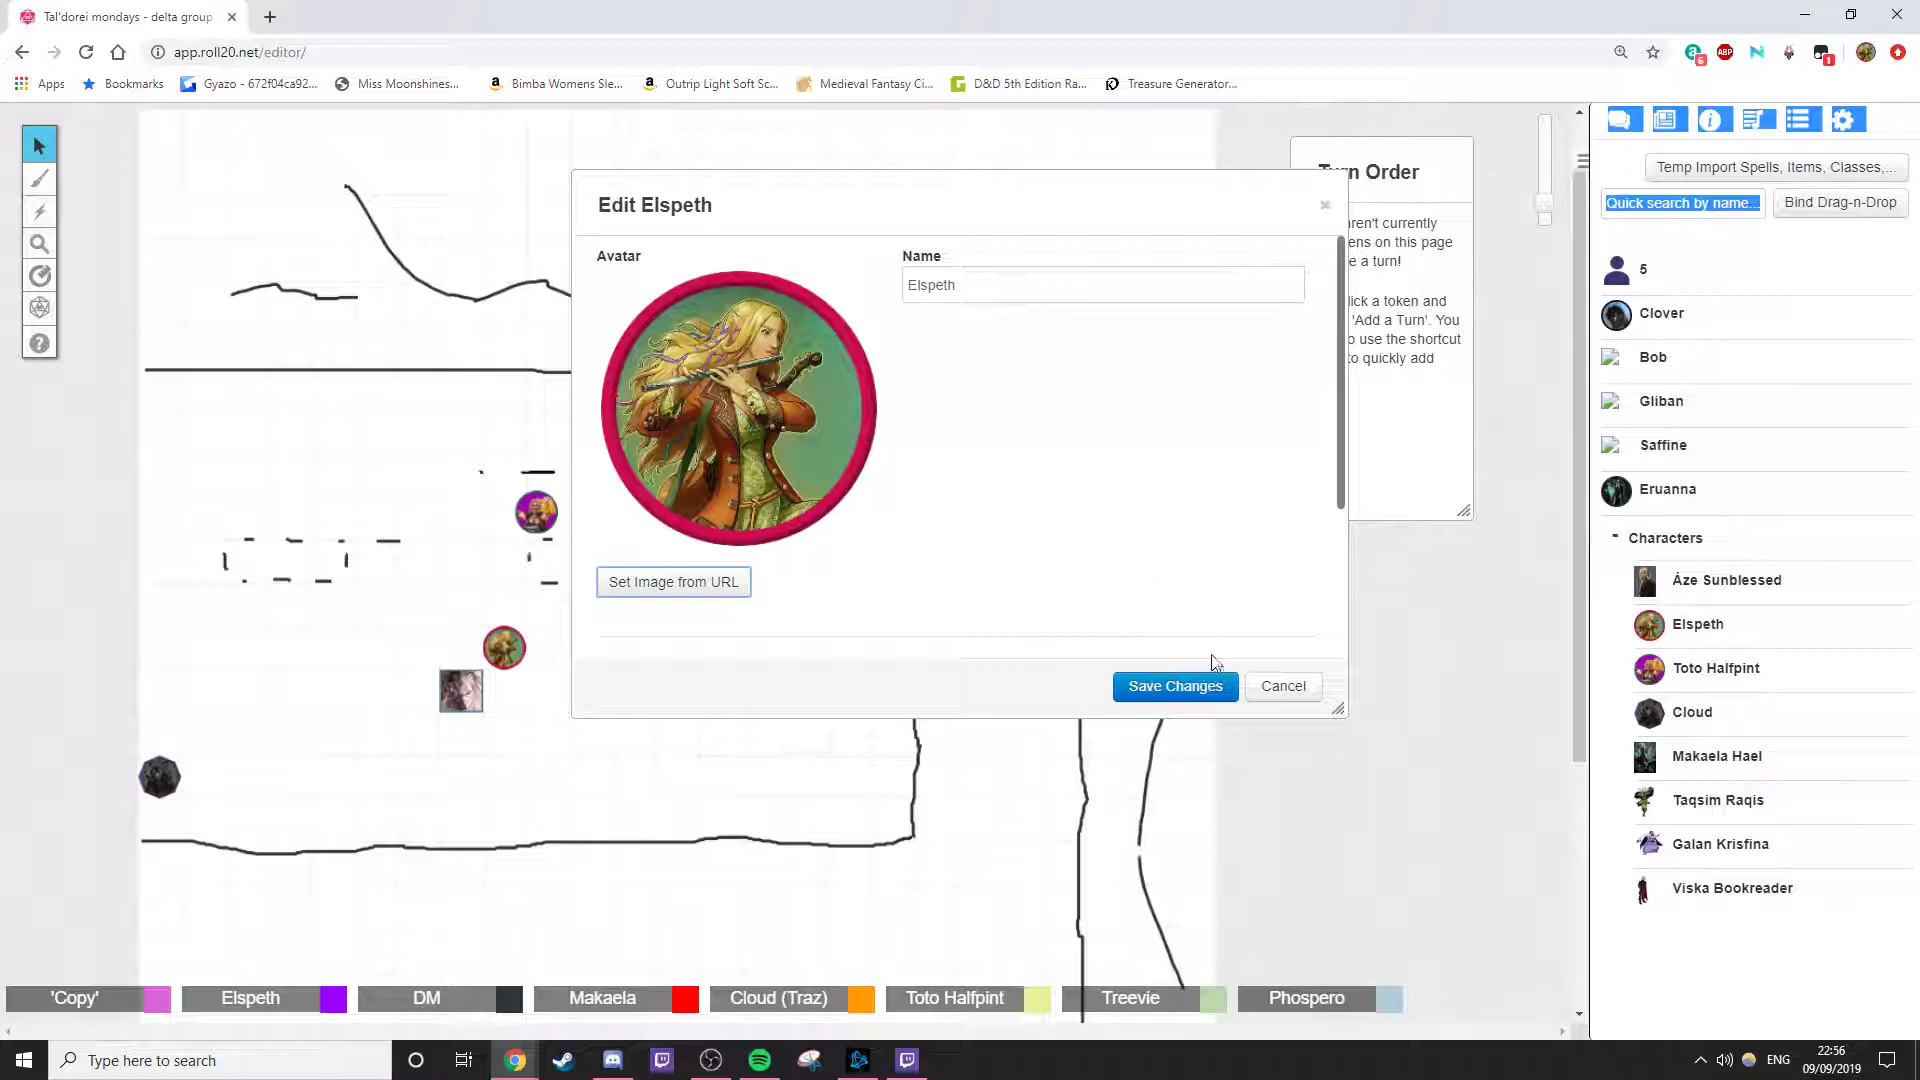 Tal'dorei mondays - delta group
app.roll20.net/editor/
6
ABP
1
Apps
Bookmarks
Gyazo - 672f04ca92...
Miss Moonshines...
Bimba Womens Sle...
Outrip Light Soft Sc...
Medieval Fantasy Ci...
D&D 5th Edition Ra...
Treasure Generator...
Edit Elspeth
Avatar
Name
Elspeth
Set Image from URL
Save Changes
Cancel
Order
aren't currently
on this page
a turn!
a token and
'Add a Turn'. You
use the shortcut
to quickly add
Temp Import Spells, Items, Classes,...
Quick search by name...
Bind Drag-n-Drop
5
Clover
Bob
Gliban
Saffine
Eruanna
Characters
Áze Sunblessed
Elspeth
Toto Halfpint
Cloud
Makaela Hael
Taqsim Raqis
Galan Krisfina
Viska Bookreader
'Copy'
Elspeth
DM
Makaela
Cloud (Traz)
Toto Halfpint
Treevie
Phospero
Type here to search
ENG
22:56
09/09/2019